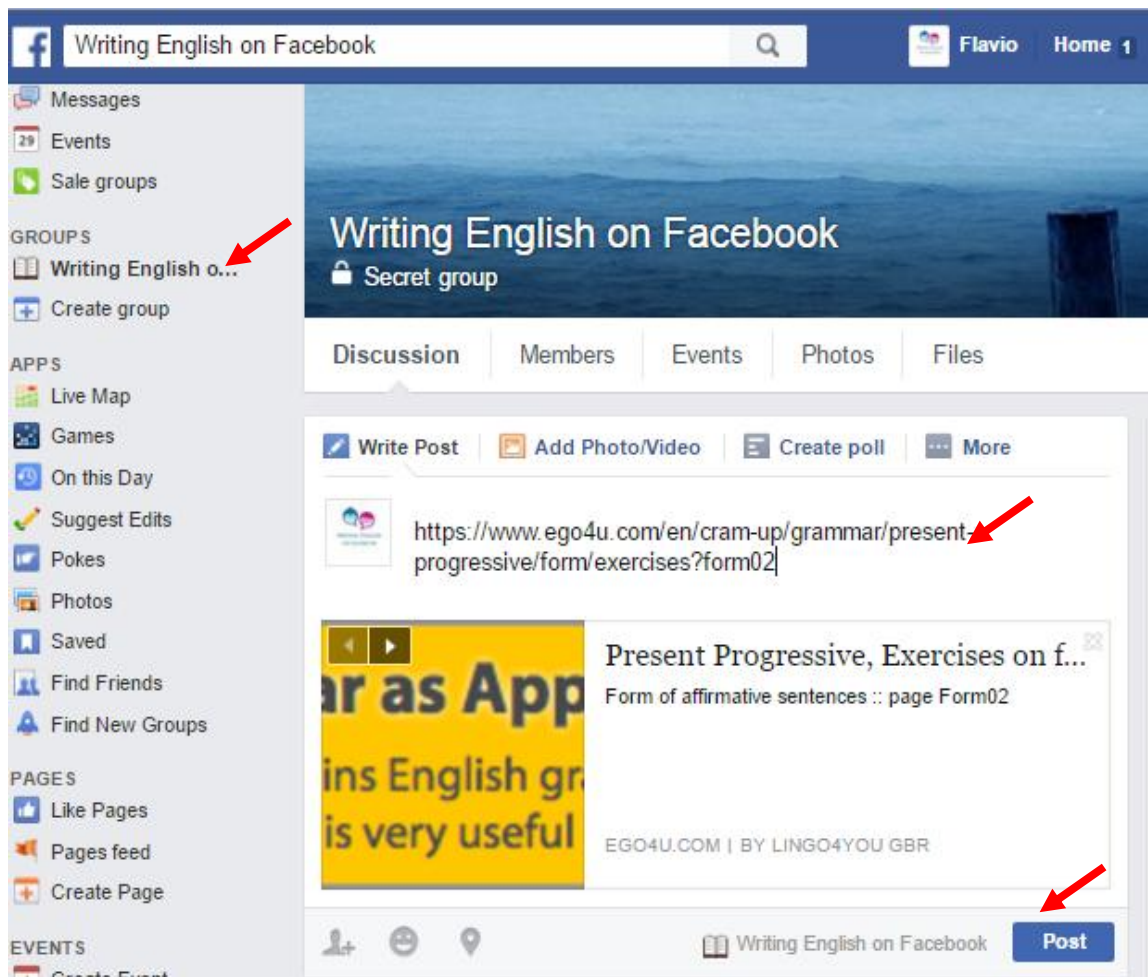 f
Writing English on Facebook
Flavio
Home 1
Messages
29 Events
Sale groups
GROUPS
Writing English o...
Create group
APPS
Live Map
Games
On this Day
Suggest Edits
Pokes
Photos
Saved
Find Friends
Find New Groups
PAGES
Like Pages
Pages feed
Create Page
EVENTS
Create Event
Writing English on Facebook
Secret group
Discussion
Members
Events
Photos
Files
Write Post
Add Photo/Video
Create poll
More
https://www.ego4u.com/en/cram-up/grammar/present-
progressive/form/exercises?form02
ar as App
ins English gra
is very useful
Present Progressive, Exercises on f...
Form of affirmative sentences :: page Form02
EGO4U.COM | BY LINGO4YOU GBR
Writing English on Facebook
Post